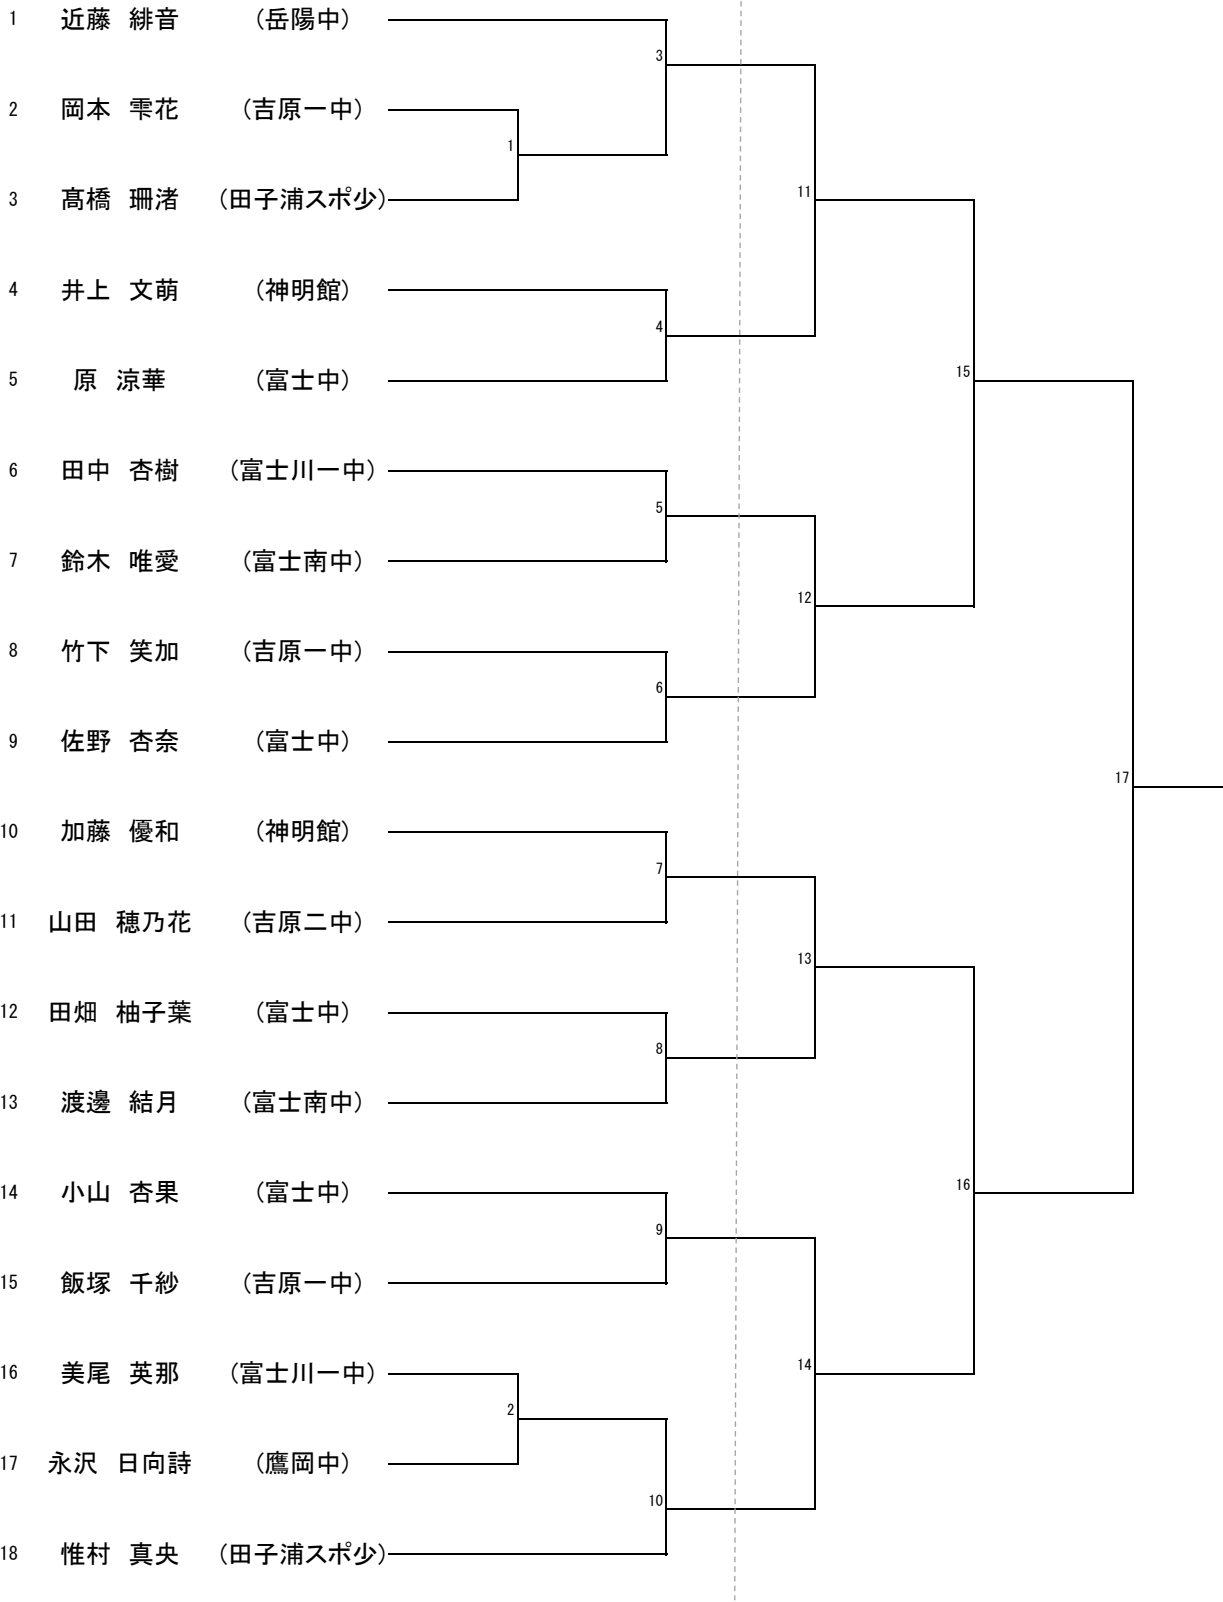 1 近藤 緋音 (岳陽中)
3
2 岡本 雫花 (吉原一中)
1
3 髙橋 珊渚 (田子浦スポ少)
11
4 井上 文萌 (神明館)
4
5 原 涼華 (富士中)
15
6 田中 杏樹 (富士川一中)
5
7 鈴木 唯愛 (富士南中)
12
8 竹下 笑加 (吉原一中)
6
9 佐野 杏奈 (富士中)
17
10 加藤 優和 (神明館)
7
11 山田 穂乃花 (吉原二中)
13
12 田畑 柚子葉 (富士中)
8
13 渡邊 結月 (富士南中)
14 小山 杏果 (富士中)
16
9
15 飯塚 千紗 (吉原一中)
16 美尾 英那 (富士川一中)
14
2
17 永沢 日向詩 (鷹岡中)
10
18 惟村 真央 (田子浦スポ少)